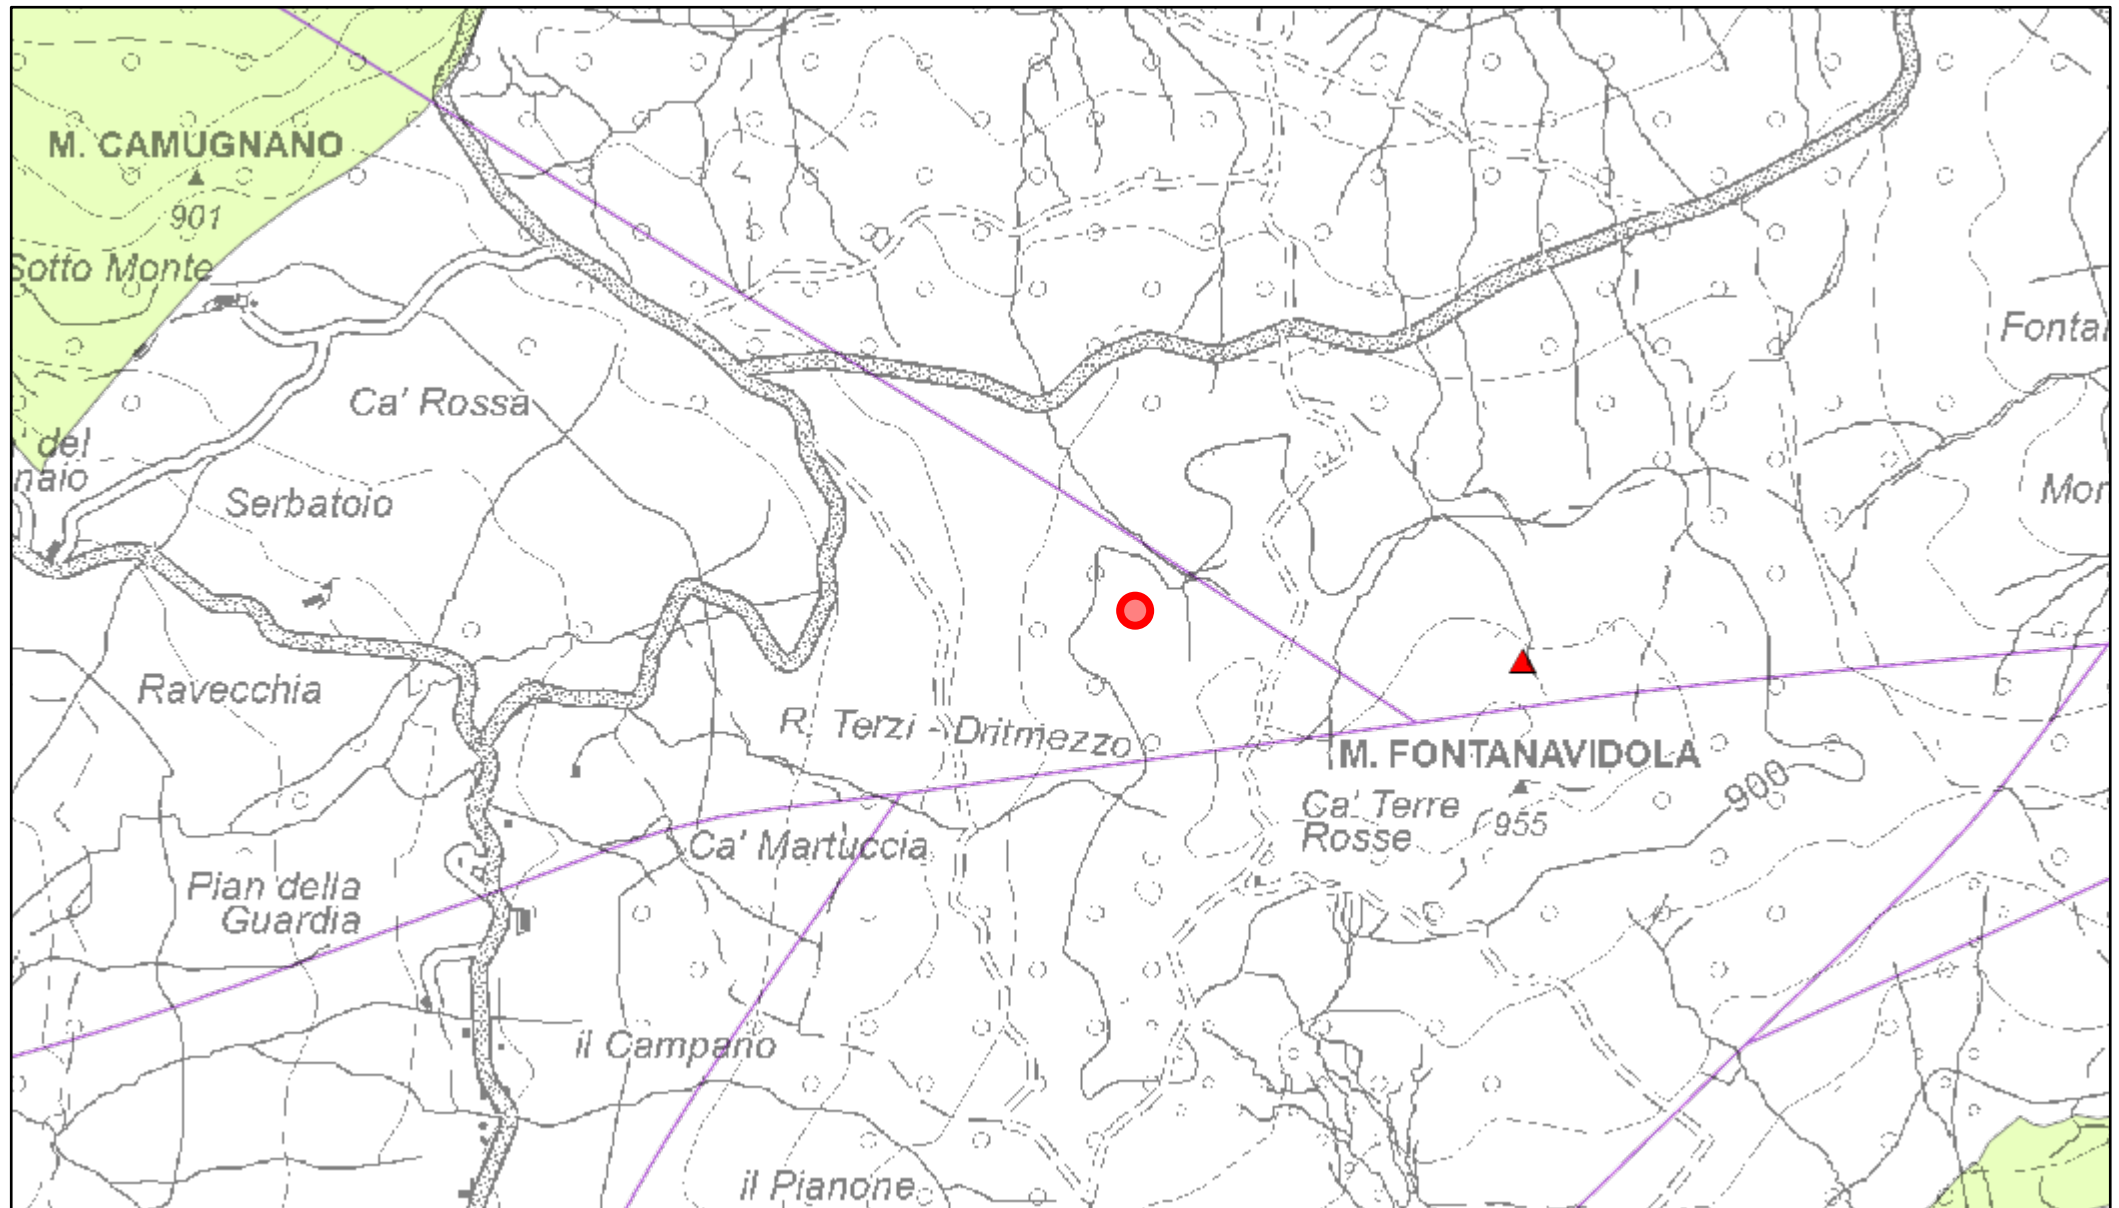 M. CAMUGNANO
901
Sotto Monte
Fonta
Ca' Rossa
del
naio
Serbatoio
Mor
Ravecchia
R. Terzi - Dritmezzo
M. FONTANAVIDOLA
900
Ca' Terre
Rosse
955
Ca' Martuccia
Pian della
Guardia
il Campano
il Pianone